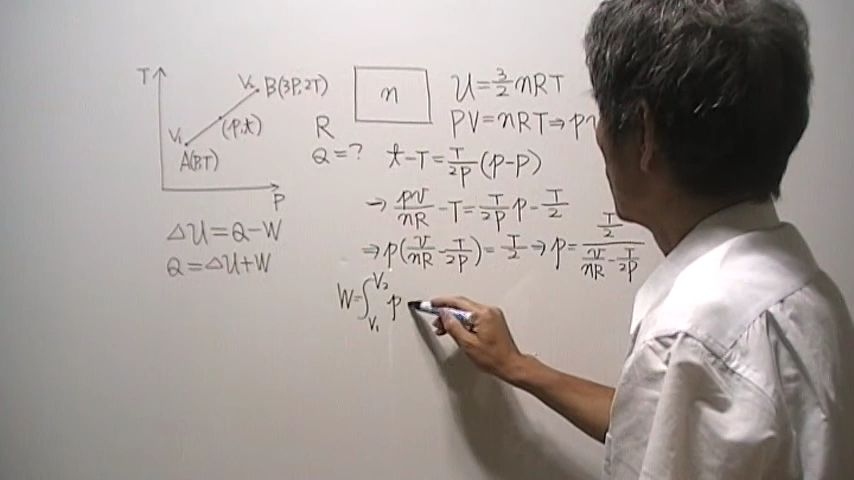 T
V₂
B(3P,2T)
V₁
(p,t)
A(P,T)
P
n
U=3/2 nRT
R
PV=nRT⇒
Q=?
t-T=T/2P(p-P)
→ pv/nR - T = T/2P p - T/2
⇒ p(v/nR - T/2P) = T/2 ⇒ p = (T/2)/(v/nR - T/2P)
ΔU=Q-W
Q=ΔU+W
W=∫_{V₁}^{V₂} p